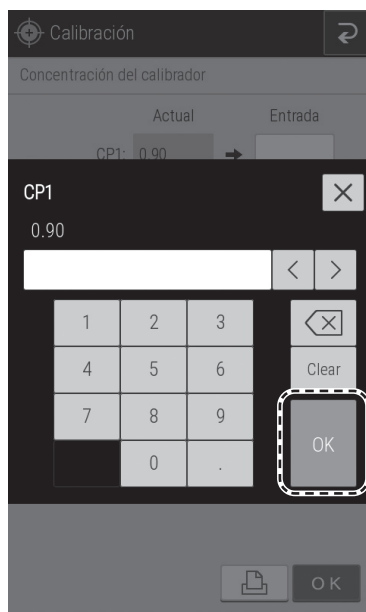 Calibración
Concentración del calibrador
Actual Entrada
CP1: 0.90
CP1
0.90
1 2 3
4 5 6 Clear
7 8 9 OK
0 .
OK